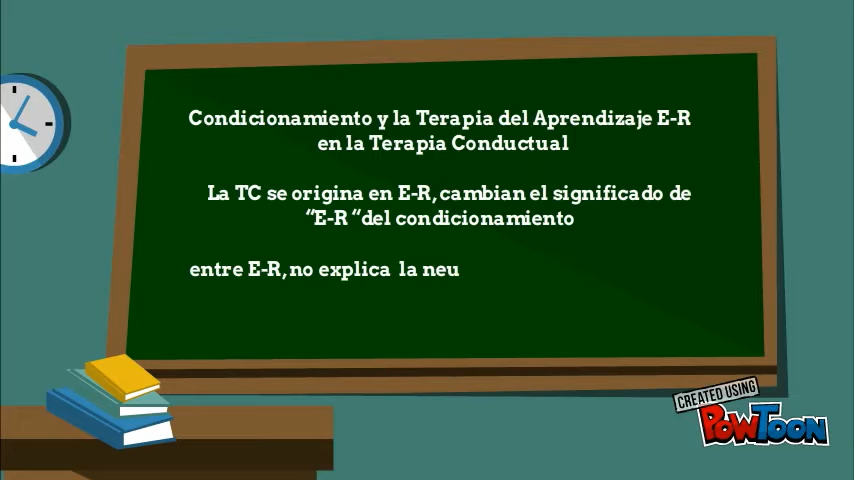 Condicionamiento y la Terapia del Aprendizaje E-R
en la Terapia Conductual
La TC se origina en E-R, cambian el significado de
“E-R “del condicionamiento
entre E-R, no explica la neu
CREATED USING
POWTOON